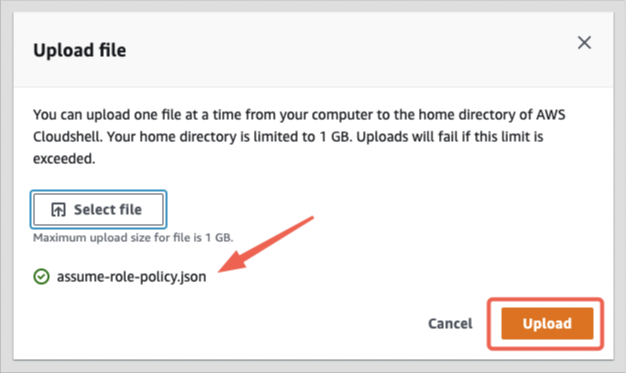 Upload file
You can upload one file at a time from your computer to the home directory of AWS
Cloudshell. Your home directory is limited to 1 GB. Uploads will fail if this limit is
exceeded.
Select file
Maximum upload size for file is 1 GB.
assume-role-policy.json
Cancel Upload